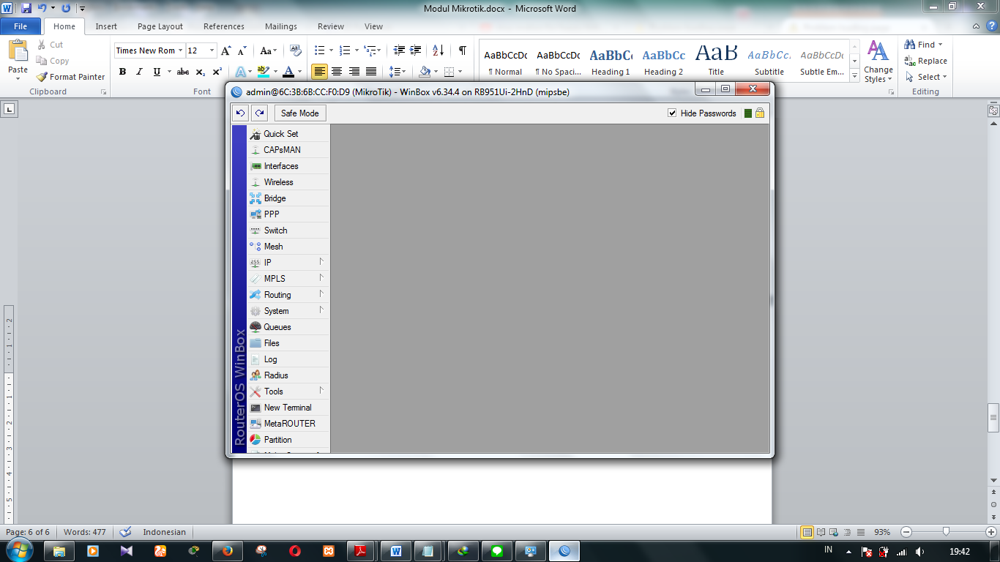 Modul Mikrotik.docx - Microsoft Word
File Home Insert Page Layout References Mailings Review View
Paste
Cut
Copy
Format Painter
Clipboard
Times New Rom 12
Aa
B I U abc x₂ x²
A ab A
Font
AaBbCcDc AaBbCcDc AaBbCc AaBbCc AaB AaBbCc. AaBbCcDc
¶ Normal ¶ No Spaci... Heading 1 Heading 2 Title Subtitle Subtle Em...
Change
Styles
Find
Replace
Select
Editing
admin@6C:3B:6B:CC:F0:D9 (MikroTik) - WinBox v6.34.4 on RB951Ui-2HnD (mipsbe)
Safe Mode
Hide Passwords
Quick Set
CAPsMAN
Interfaces
Wireless
Bridge
PPP
Switch
Mesh
IP
MPLS
Routing
System
Queues
Files
Log
Radius
Tools
New Terminal
MetaROUTER
Partition
RouterOS WinBox
Page: 6 of 6 Words: 477 Indonesian 93%
IN 19:42